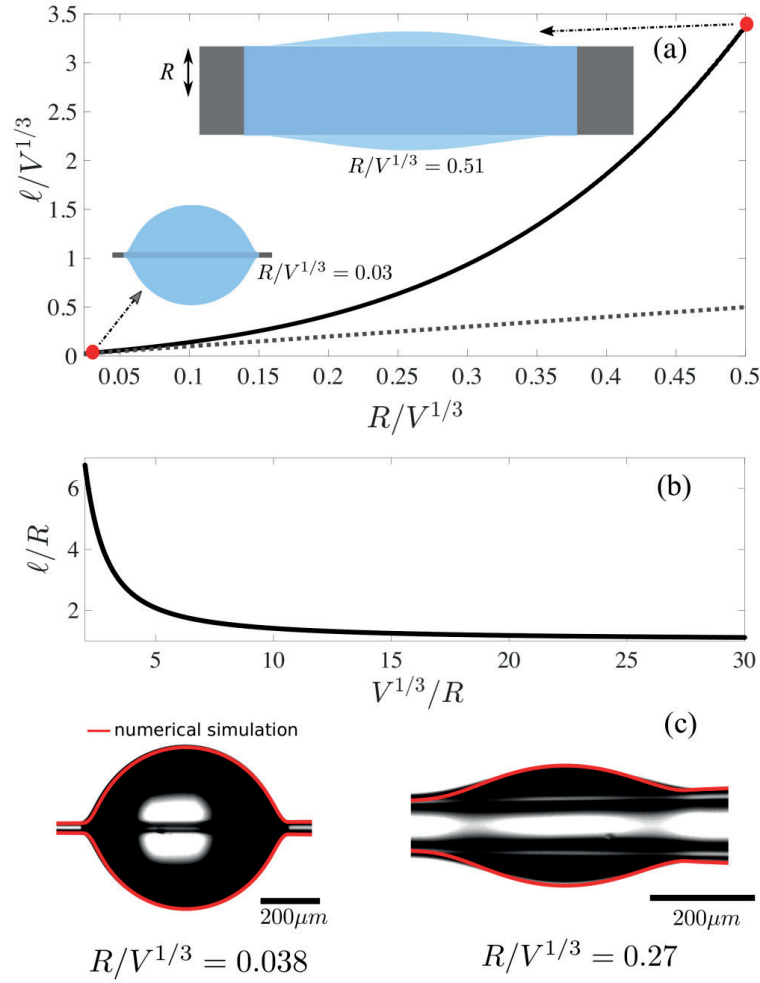 3.5
(a)
R
3
2.5
R/V^{1/3} = 0.51
ℓ/V^{1/3}
2
1.5
1
R/V^{1/3} = 0.03
0.5
0
0.05 0.1 0.15 0.2 0.25 0.3 0.35 0.4 0.45 0.5
R/V^{1/3}
(b)
6
ℓ/R
4
2
5 10 15 20 25 30
V^{1/3}/R
(c)
numerical simulation
200μm 200μm
R/V^{1/3} = 0.038 R/V^{1/3} = 0.27